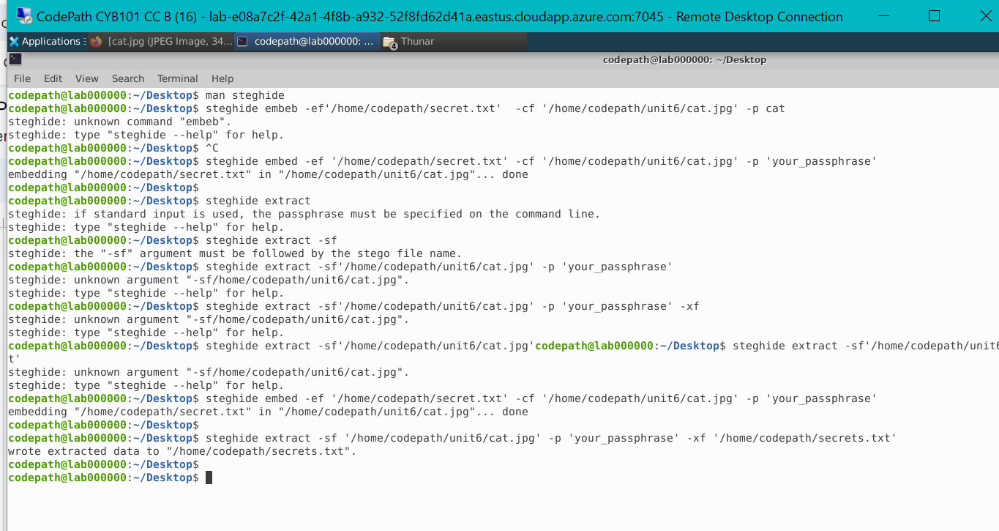 CodePath CYB101 CC B (16) - lab-e08a7c2f-42a1-4f8b-a932-52f8fd62d41a.eastus.cloudapp.azure.com:7045 - Remote Desktop Connection
Applications [cat.jpg (JPEG Image, 34... codepath@lab000000: ... 4 Thunar
codepath@lab000000: ~/Desktop
File Edit View Search Terminal Help
codepath@lab000000:~/Desktop$ man steghide
codepath@lab000000:~/Desktop$ steghide embeb -ef'/home/codepath/secret.txt'  -cf '/home/codepath/unit6/cat.jpg' -p cat
steghide: unknown command "embeb".
steghide: type "steghide --help" for help.
codepath@lab000000:~/Desktop$ ^C
codepath@lab000000:~/Desktop$ steghide embed -ef '/home/codepath/secret.txt' -cf '/home/codepath/unit6/cat.jpg' -p 'your_passphrase'
embedding "/home/codepath/secret.txt" in "/home/codepath/unit6/cat.jpg"... done
codepath@lab000000:~/Desktop$
codepath@lab000000:~/Desktop$ steghide extract
steghide: if standard input is used, the passphrase must be specified on the command line.
steghide: type "steghide --help" for help.
codepath@lab000000:~/Desktop$ steghide extract -sf
steghide: the "-sf" argument must be followed by the stego file name.
codepath@lab000000:~/Desktop$ steghide extract -sf'/home/codepath/unit6/cat.jpg' -p 'your_passphrase'
steghide: unknown argument "-sf/home/codepath/unit6/cat.jpg".
steghide: type "steghide --help" for help.
codepath@lab000000:~/Desktop$ steghide extract -sf'/home/codepath/unit6/cat.jpg' -p 'your_passphrase' -xf
steghide: unknown argument "-sf/home/codepath/unit6/cat.jpg".
steghide: type "steghide --help" for help.
codepath@lab000000:~/Desktop$ steghide extract -sf'/home/codepath/unit6/cat.jpg'codepath@lab000000:~/Desktop$ steghide extract -sf'/home/codepath/unit6
t'
steghide: unknown argument "-sf/home/codepath/unit6/cat.jpg".
steghide: type "steghide --help" for help.
codepath@lab000000:~/Desktop$ steghide embed -ef '/home/codepath/secret.txt' -cf '/home/codepath/unit6/cat.jpg' -p 'your_passphrase'
embedding "/home/codepath/secret.txt" in "/home/codepath/unit6/cat.jpg"... done
codepath@lab000000:~/Desktop$
codepath@lab000000:~/Desktop$ steghide extract -sf '/home/codepath/unit6/cat.jpg' -p 'your_passphrase' -xf '/home/codepath/secrets.txt'
wrote extracted data to "/home/codepath/secrets.txt".
codepath@lab000000:~/Desktop$
codepath@lab000000:~/Desktop$